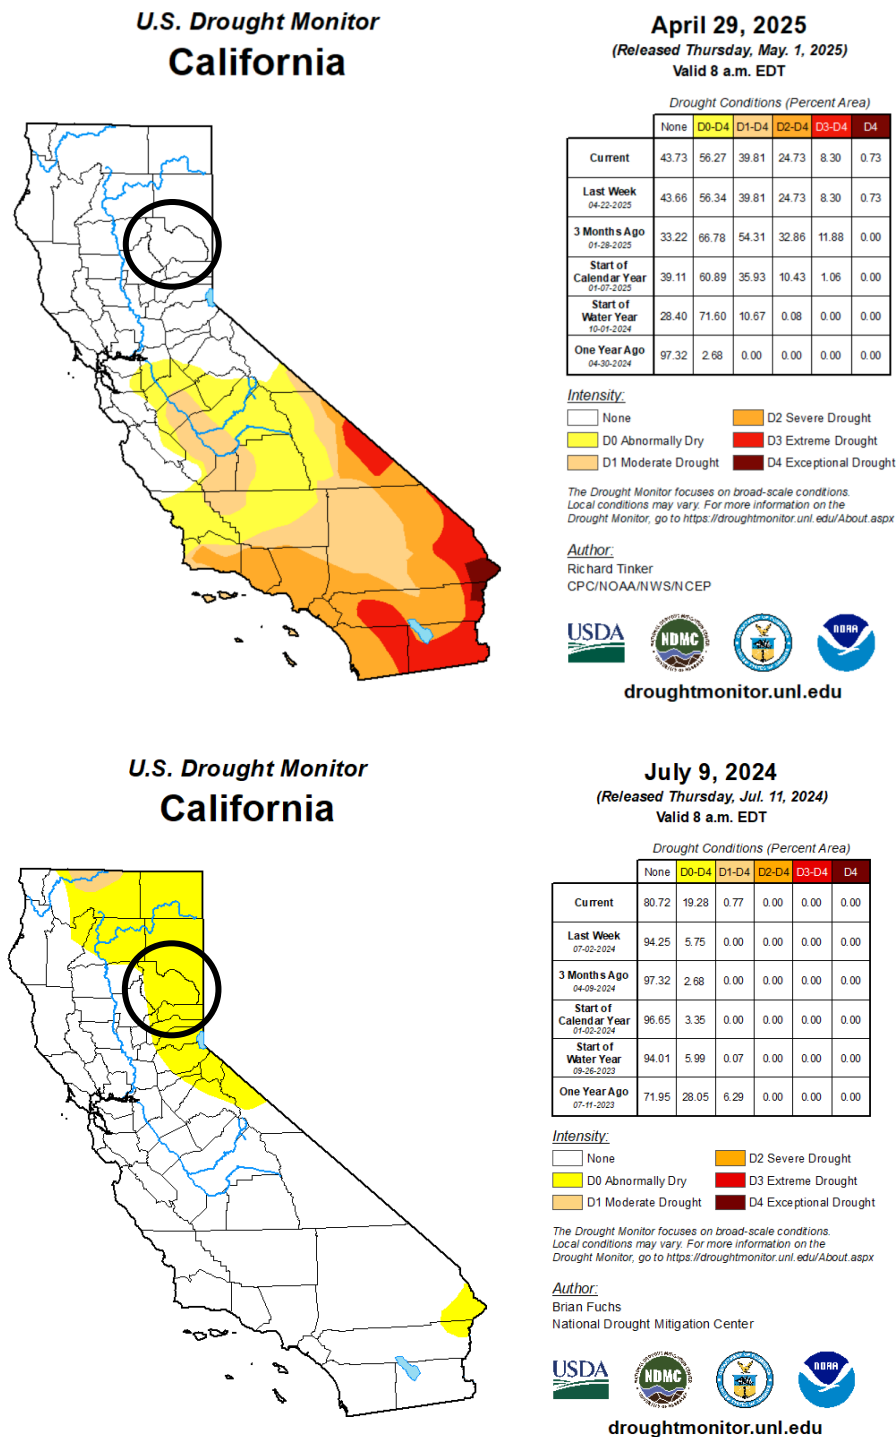 U.S. Drought Monitor
California
April 29, 2025
(Released Thursday, May. 1, 2025)
Valid 8 a.m. EDT
Drought Conditions (Percent Area)
None D0-D4 D1-D4 D2-D4 D3-D4 D4
Current 43.73 56.27 39.81 24.73 8.30 0.73
Last Week
04-22-2025 43.66 56.34 39.81 24.73 8.30 0.73
3 Months Ago
01-28-2025 33.22 66.78 54.31 32.86 11.88 0.00
Start of
Calendar Year
01-07-2025 39.11 60.89 35.93 10.43 1.06 0.00
Start of
Water Year
10-01-2024 28.40 71.60 10.67 0.08 0.00 0.00
One Year Ago
04-30-2024 97.32 2.68 0.00 0.00 0.00 0.00
Intensity:
None
D0 Abnormally Dry
D1 Moderate Drought
D2 Severe Drought
D3 Extreme Drought
D4 Exceptional Drought
The Drought Monitor focuses on broad-scale conditions.
Local conditions may vary. For more information on the
Drought Monitor, go to https://droughtmonitor.unl.edu/About.aspx
Author:
Richard Tinker
CPC/NOAA/NWS/NCEP
USDA
NDMC
NOAA
droughtmonitor.unl.edu
U.S. Drought Monitor
California
July 9, 2024
(Released Thursday, Jul. 11, 2024)
Valid 8 a.m. EDT
Drought Conditions (Percent Area)
None D0-D4 D1-D4 D2-D4 D3-D4 D4
Current 80.72 19.28 0.77 0.00 0.00 0.00
Last Week
07-02-2024 94.25 5.75 0.00 0.00 0.00 0.00
3 Months Ago
04-09-2024 97.32 2.68 0.00 0.00 0.00 0.00
Start of
Calendar Year
01-02-2024 96.65 3.35 0.00 0.00 0.00 0.00
Start of
Water Year
09-26-2023 94.01 5.99 0.07 0.00 0.00 0.00
One Year Ago
07-11-2023 71.95 28.05 6.29 0.00 0.00 0.00
Intensity:
None
D0 Abnormally Dry
D1 Moderate Drought
D2 Severe Drought
D3 Extreme Drought
D4 Exceptional Drought
The Drought Monitor focuses on broad-scale conditions.
Local conditions may vary. For more information on the
Drought Monitor, go to https://droughtmonitor.unl.edu/About.aspx
Author:
Brian Fuchs
National Drought Mitigation Center
USDA
NDMC
NOAA
droughtmonitor.unl.edu